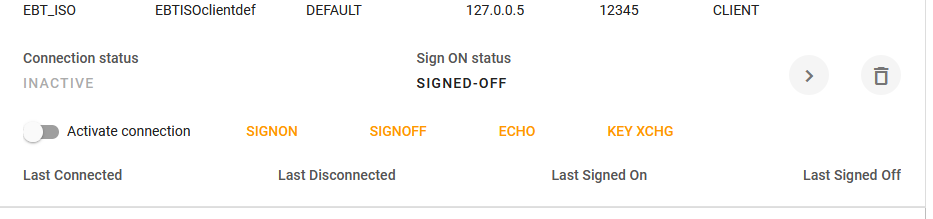 EBT_ISO EBTISOclientdef DEFAULT 127.0.0.5 12345 CLIENT
Connection status Sign ON status
INACTIVE SIGNED-OFF
Activate connection SIGNON SIGNOFF ECHO KEY XCHG
Last Connected Last Disconnected Last Signed On Last Signed Off